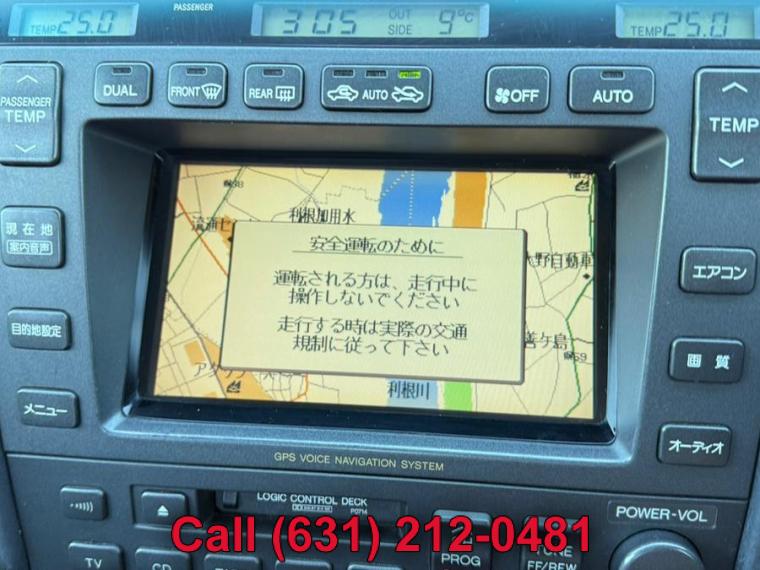 PASSENGER
TEMP 25.0
3 05 OUT SIDE 9°C
TEMP 25.0
PASSENGER TEMP
DUAL
FRONT
REAR
AUTO
OFF
AUTO
TEMP
現在地
案内音声
利根加用水
安全運転のために
運転される方は、走行中に
操作しないでください
走行する時は実際の交通
規制に従って下さい
野自動車
利根川
エアコン
目的地設定
画質
メニュー
オーディオ
GPS VOICE NAVIGATION SYSTEM
LOGIC CONTROL DECK
P0714
POWER-VOL
Call (631) 212-0481
TV
CD
PROG
TUNE
FF/REW